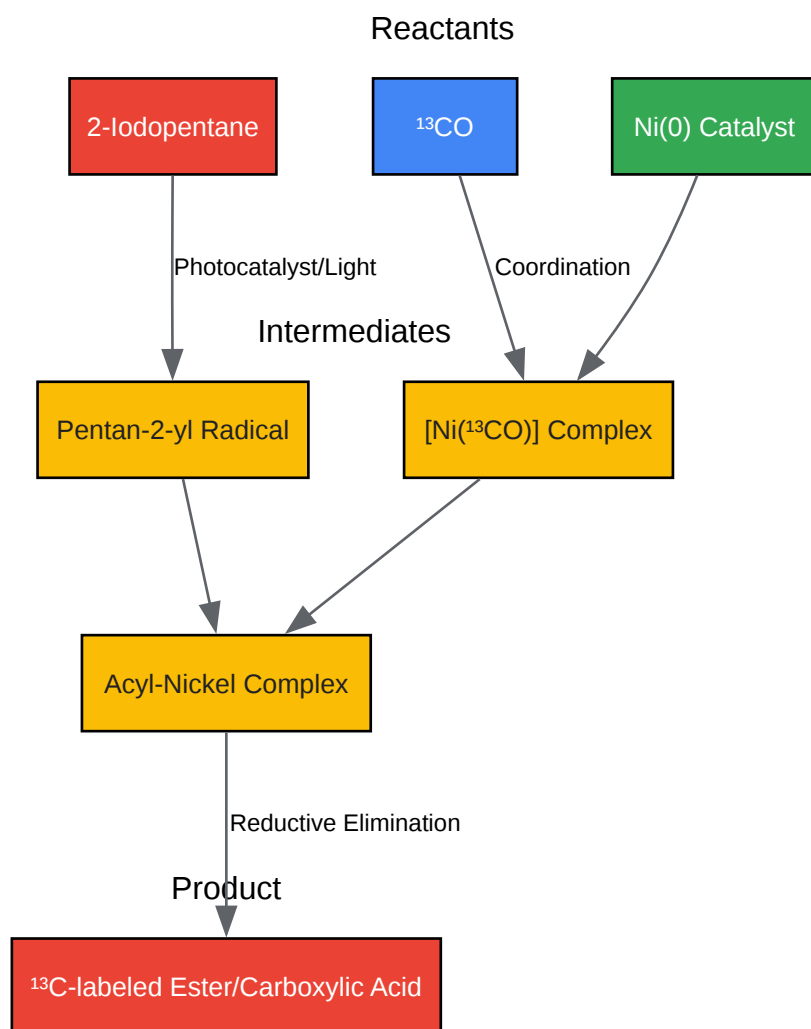 Reactants
2-Iodopentane
¹³CO
Ni(0) Catalyst
Photocatalyst/Light
Coordination
Intermediates
Pentan-2-yl Radical
[Ni(¹³CO)] Complex
Acyl-Nickel Complex
Reductive Elimination
Product
¹³C-labeled Ester/Carboxylic Acid